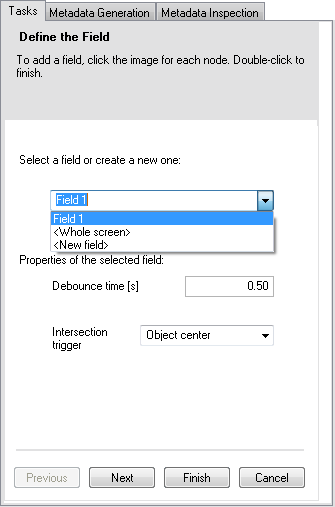 Tasks Metadata Generation Metadata Inspection
Define the Field
To add a field, click the image for each node. Double-click to
finish.
Select a field or create a new one:
Field 1
Field 1
<Whole screen>
<New field>
Properties of the selected field:
Debounce time [s] 0.50
Intersection
trigger
Object center
Previous Next Finish Cancel